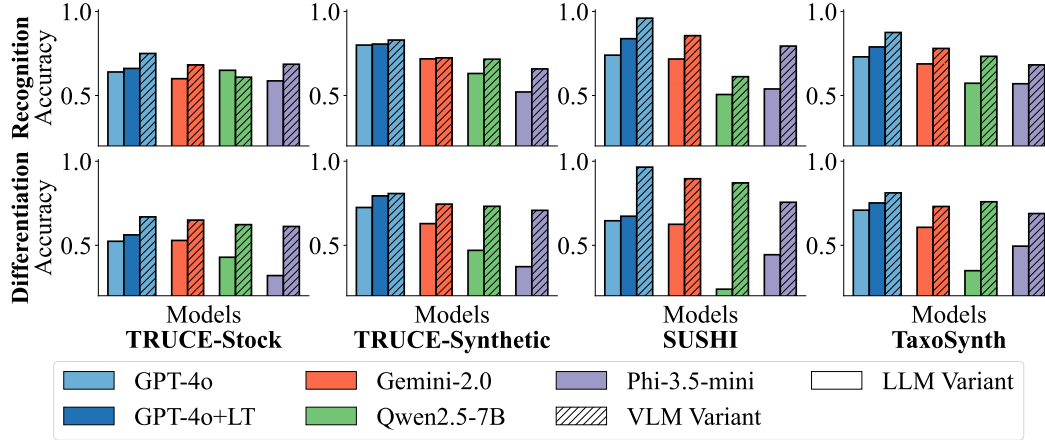 Recognition
Accuracy
1.0
0.5
1.0
0.5
1.0
0.5
1.0
0.5
Differentiation
Accuracy
1.0
0.5
1.0
0.5
1.0
0.5
1.0
0.5
Models Models Models Models
TRUCE-Stock TRUCE-Synthetic SUSHI TaxoSynth
GPT-4o Gemini-2.0 Phi-3.5-mini LLM Variant
GPT-4o+LT Qwen2.5-7B VLM Variant